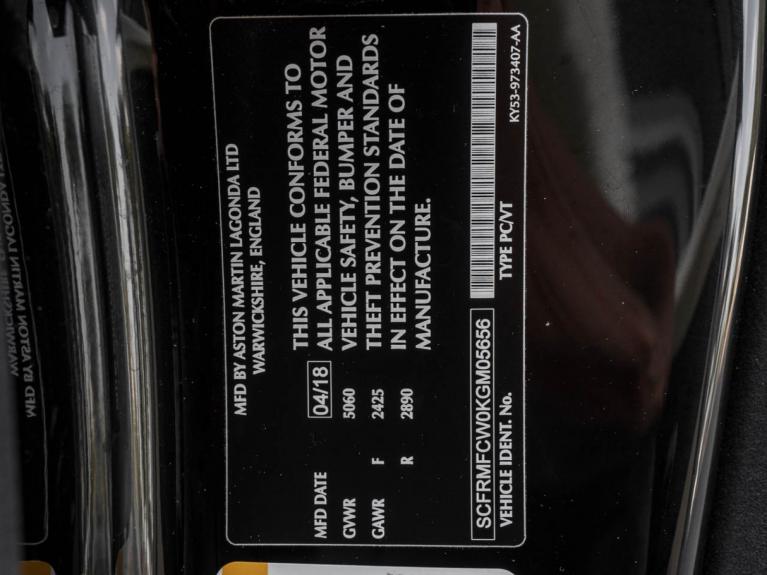 MFD BY ASTON MARTIN LAGONDA LTD
WARWICKSHIRE, ENGLAND
MFD DATE 04/18
GVWR 5060
GAWR F 2425
R 2890
THIS VEHICLE CONFORMS TO
ALL APPLICABLE FEDERAL MOTOR
VEHICLE SAFETY, BUMPER AND
THEFT PREVENTION STANDARDS
IN EFFECT ON THE DATE OF
MANUFACTURE.
SCFRMFCW0KGM05656
VEHICLE IDENT. No. TYPE PC/VT
KY53-973407-AA